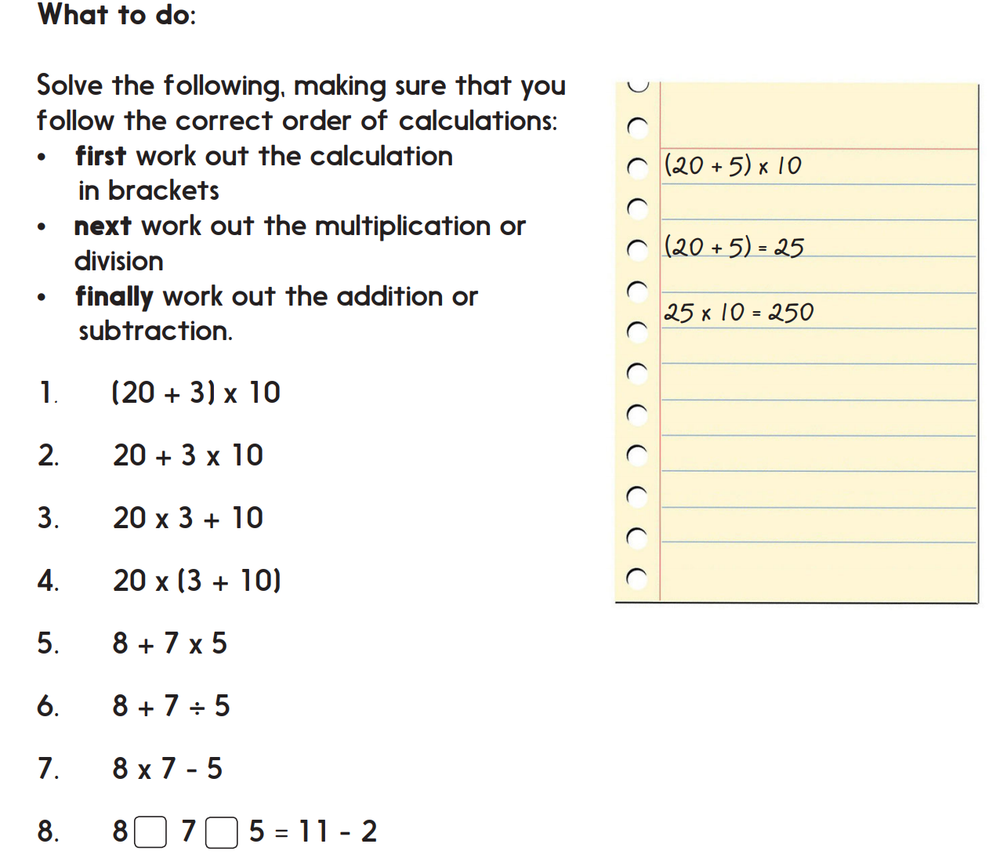 What to do:
Solve the following, making sure that you
follow the correct order of calculations:
• first work out the calculation
in brackets
• next work out the multiplication or
division
• finally work out the addition or
subtraction.
1. (20 + 3) x 10
2. 20 + 3 x 10
3. 20 x 3 + 10
4. 20 x (3 + 10)
5. 8 + 7 x 5
6. 8 + 7 ÷ 5
7. 8 x 7 - 5
8. 8 □ 7 □ 5 = 11 - 2
(20 + 5) x 10
(20 + 5) = 25
25 x 10 = 250